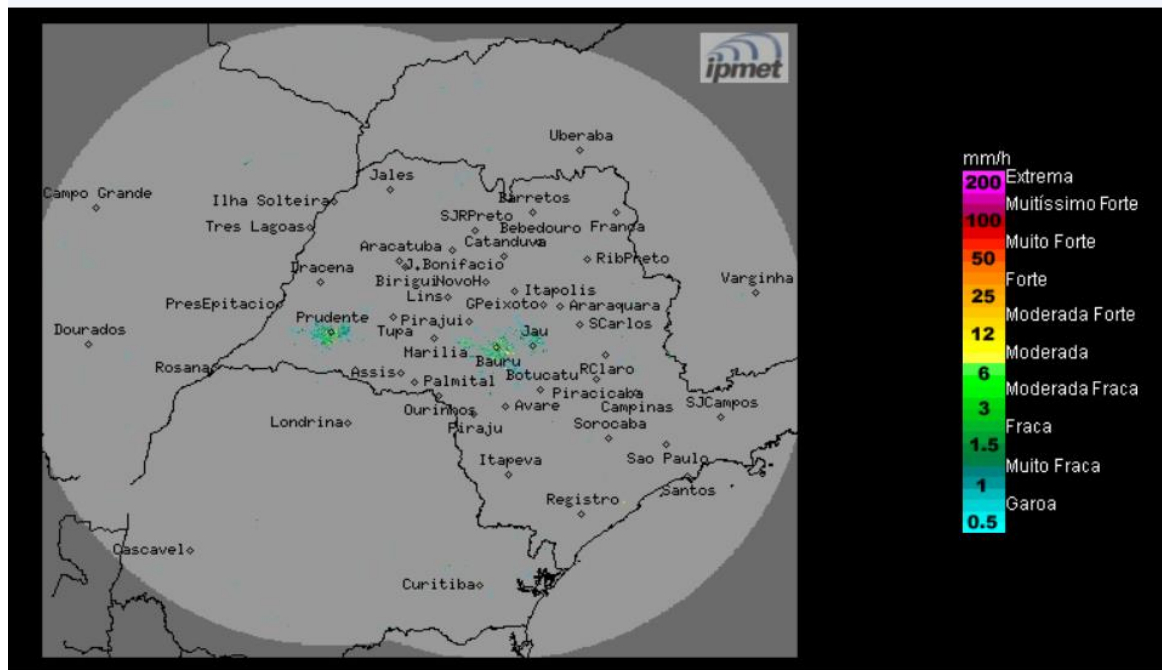 ipmet
Uberaba
Jales
Campo Grande
Ilha Solteira
Barretos
SJRPreto
Tres Lagoas
Bebedouro
Franca
Aracatuba
Catanduva
J.Bonifacio
RibPreto
Dracena
Birigui
NovoH
Itapolis
Varginha
Lins
GPeixoto
Araraquara
PresEpitacio
Prudente
Pirajui
SCarlos
Dourados
Tupa
Jau
Marilia
Bauru
Rosana
Assis
Botucatu
RClaro
Palmital
Piracicaba
Ourinhos
Avare
Campinas
SJCampos
Londrina
Piraju
Sorocaba
Itapeva
Sao Paulo
Santos
Registro
Cascavel
Curitiba
mm/h
200 Extrema
Muitíssimo Forte
100
Muito Forte
50
Forte
25
Moderada Forte
12
Moderada
6
Moderada Fraca
3
Fraca
1.5
Muito Fraca
1
Garoa
0.5